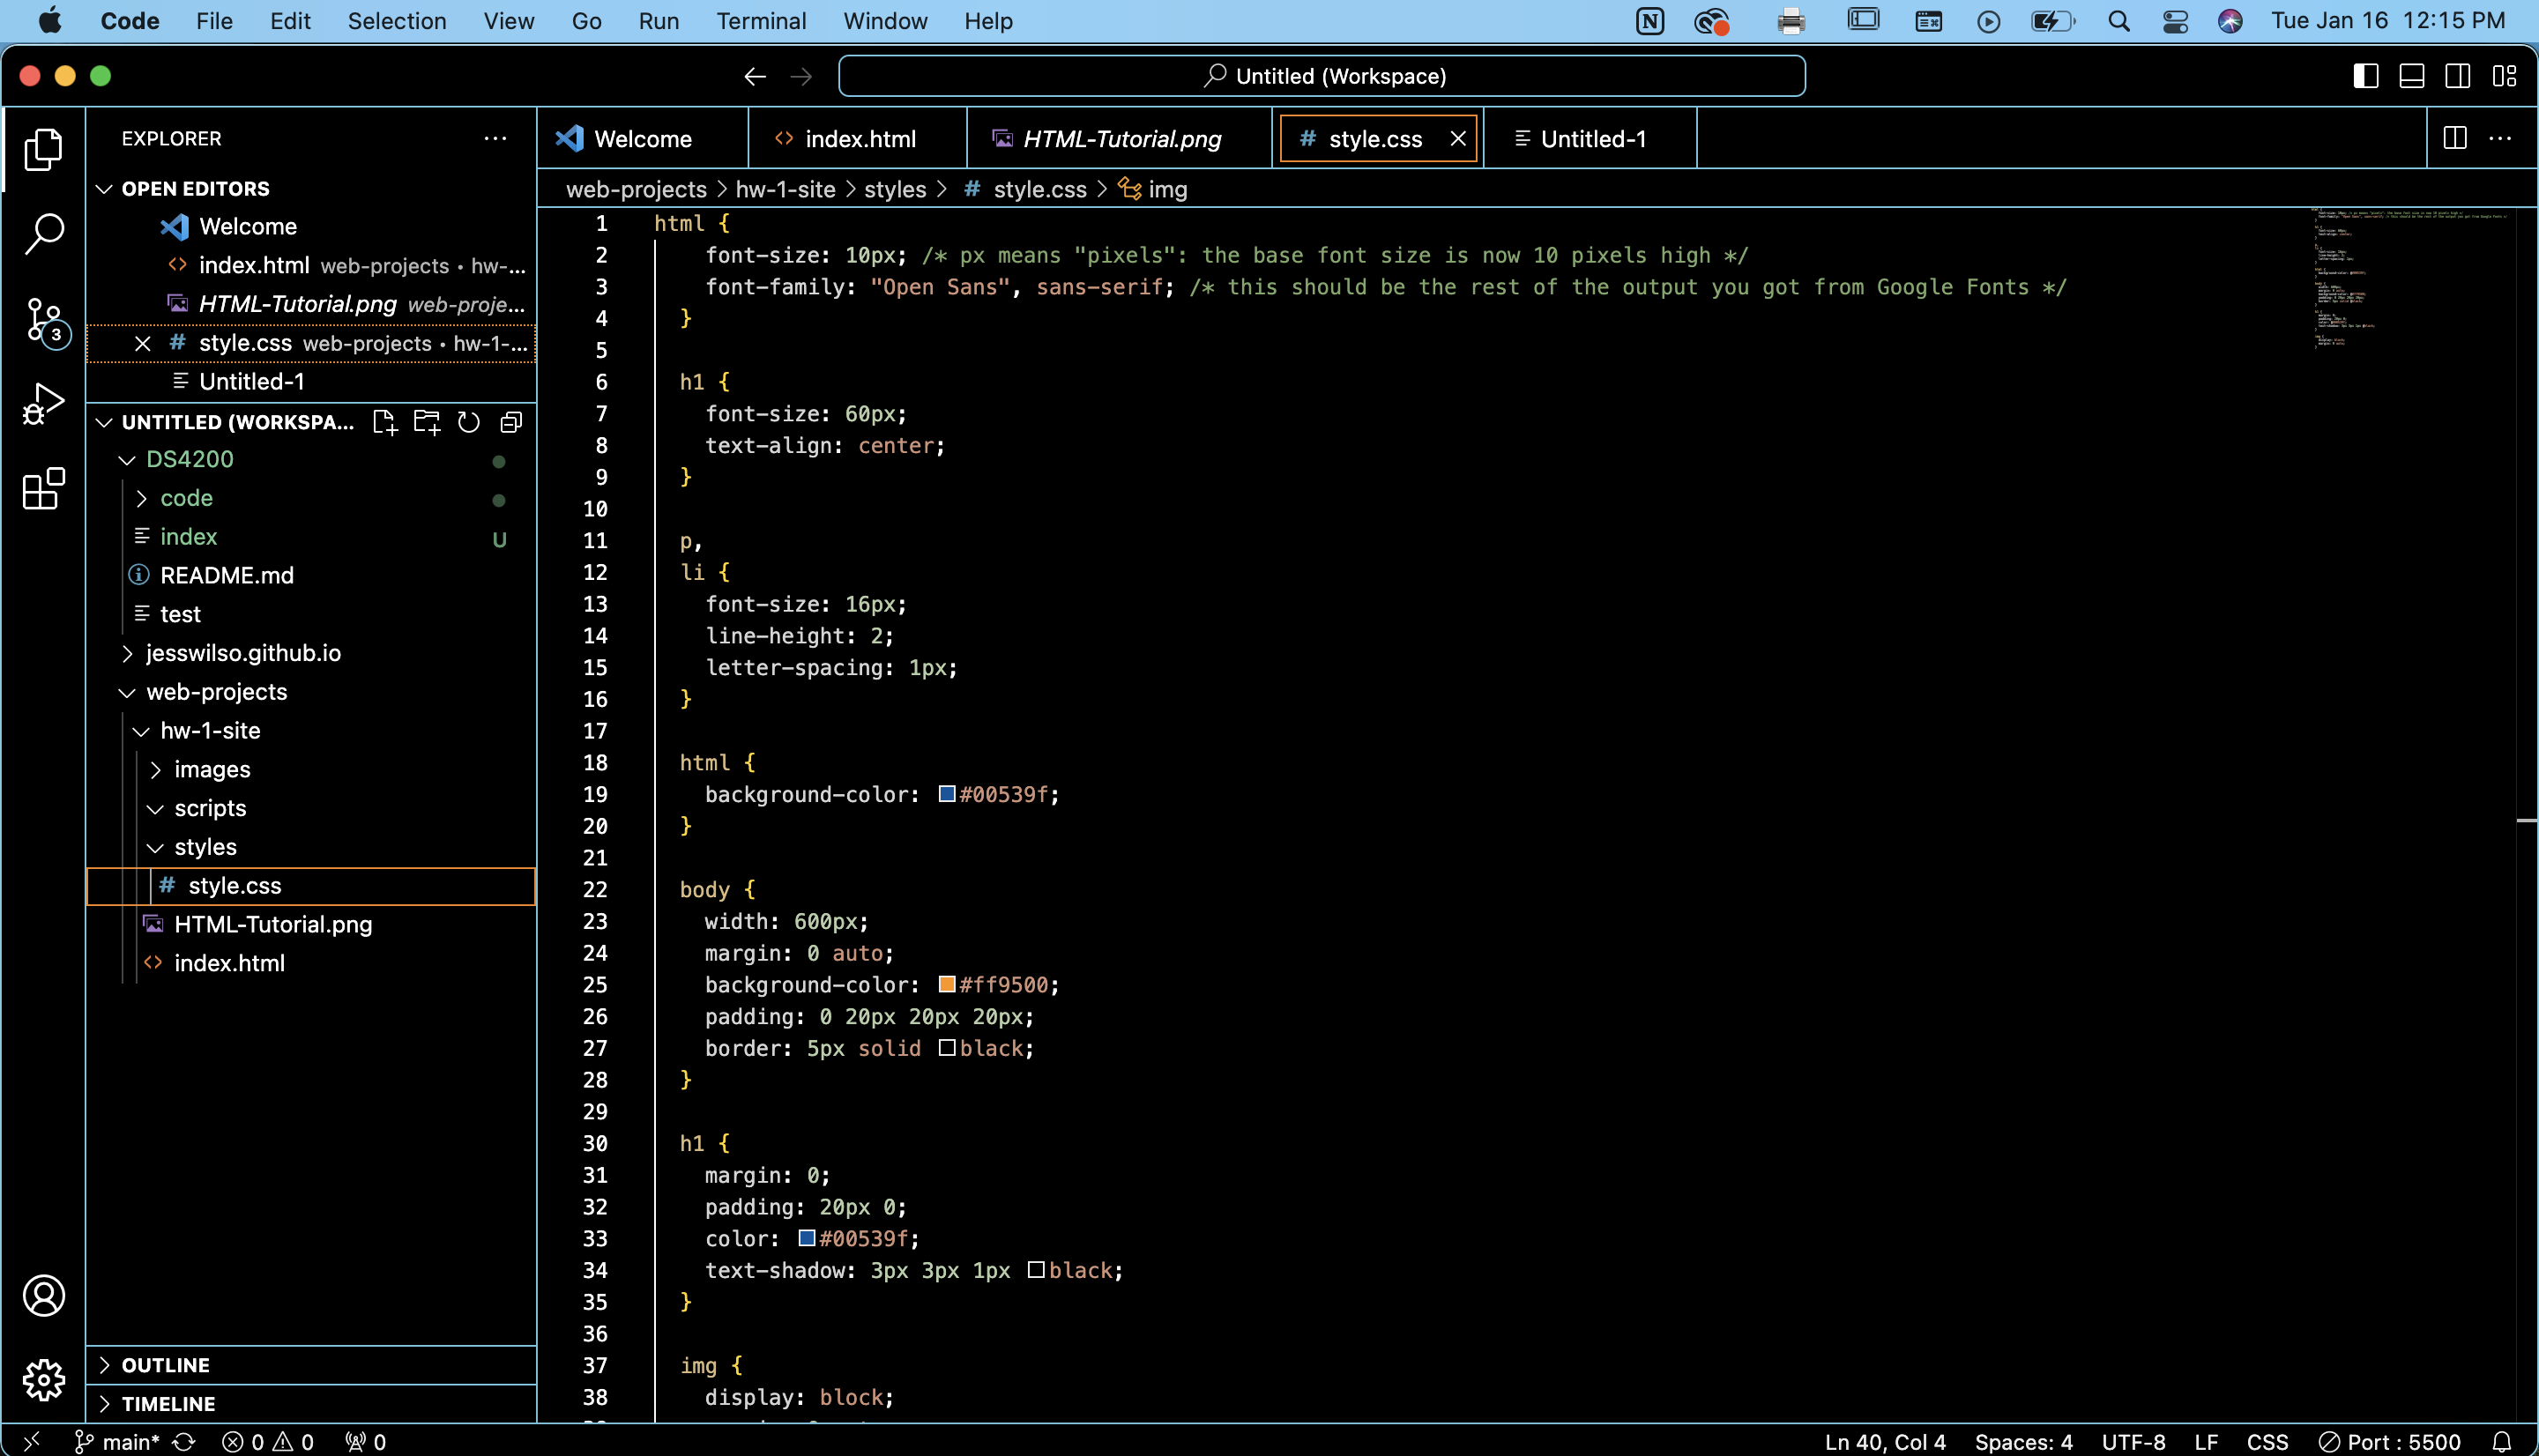 Code File Edit Selection View Go Run Terminal Window Help Tue Jan 16 12:15 PM
Untitled (Workspace)
EXPLORER
OPEN EDITORS
Welcome
index.html web-projects • hw-...
HTML-Tutorial.png web-proje...
style.css web-projects • hw-1-...
Untitled-1
UNTITLED (WORKSPA...
DS4200
code
index U
README.md
test
jesswilso.github.io
web-projects
hw-1-site
images
scripts
styles
# style.css
HTML-Tutorial.png
index.html
OUTLINE
TIMELINE
3
Welcome index.html HTML-Tutorial.png # style.css Untitled-1
web-projects > hw-1-site > styles > # style.css > img
1 html {
2 font-size: 10px; /* px means "pixels": the base font size is now 10 pixels high */
3 font-family: "Open Sans", sans-serif; /* this should be the rest of the output you got from Google Fonts */
4 }
5
6 h1 {
7 font-size: 60px;
8 text-align: center;
9 }
10
11 p,
12 li {
13 font-size: 16px;
14 line-height: 2;
15 letter-spacing: 1px;
16 }
17
18 html {
19 background-color: #00539f;
20 }
21
22 body {
23 width: 600px;
24 margin: 0 auto;
25 background-color: #ff9500;
26 padding: 0 20px 20px 20px;
27 border: 5px solid black;
28 }
29
30 h1 {
31 margin: 0;
32 padding: 20px 0;
33 color: #00539f;
34 text-shadow: 3px 3px 1px black;
35 }
36
37 img {
38 display: block;
main* 0 0 0 Ln 40, Col 4 Spaces: 4 UTF-8 LF CSS Port : 5500